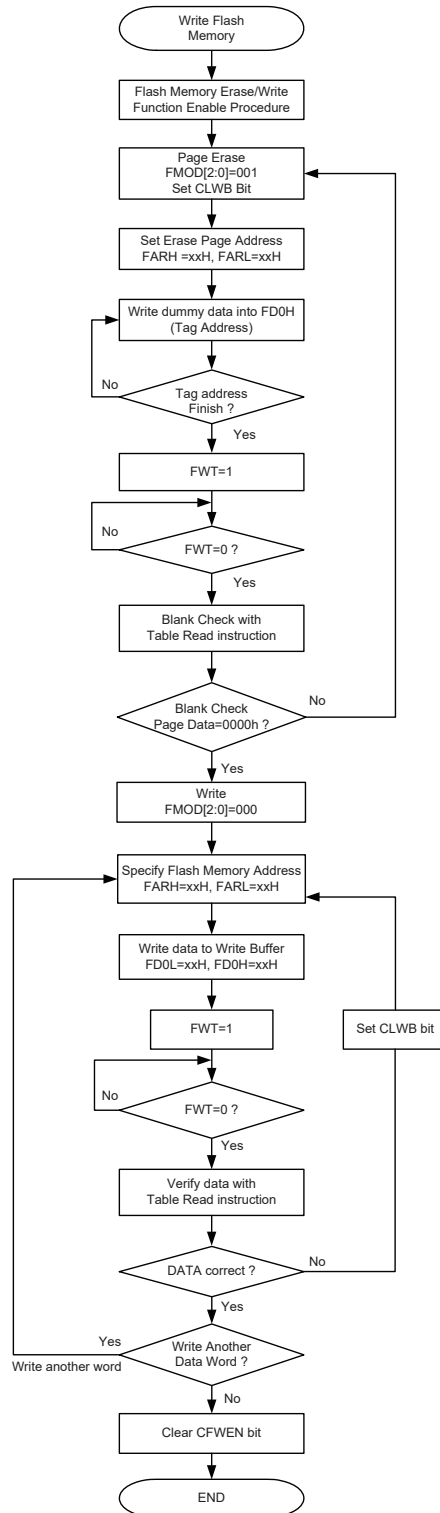 Write Flash
Memory
Flash Memory Erase/Write
Function Enable Procedure
Page Erase
FMOD[2:0]=001
Set CLWB Bit
Set Erase Page Address
FARH =xxH, FARL=xxH
Write dummy data into FD0H
(Tag Address)
No
Tag address
Finish ?
Yes
FWT=1
No
FWT=0 ?
Yes
Blank Check with
Table Read instruction
No
Blank Check
Page Data=0000h ?
Yes
Write
FMOD[2:0]=000
Specify Flash Memory Address
FARH=xxH, FARL=xxH
Write data to Write Buffer
FD0L=xxH, FD0H=xxH
FWT=1
Set CLWB bit
No
FWT=0 ?
Yes
Verify data with
Table Read instruction
No
DATA correct ?
Yes
Yes
Write Another
Data Word ?
Write another word
No
Clear CFWEN bit
END